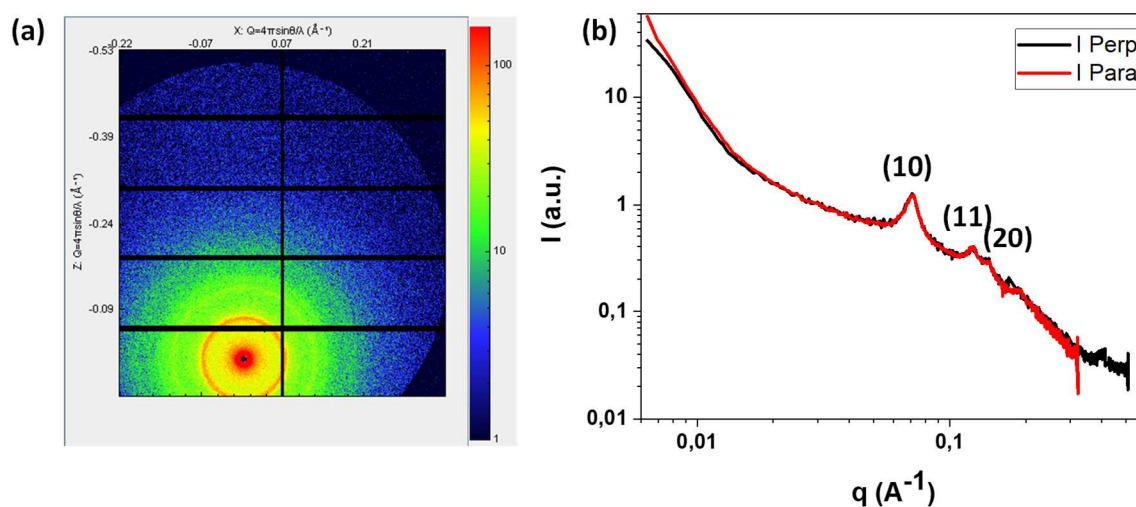 (a)
X: Q=4πsinθ/λ (Å⁻¹)
-0.22 -0.07 0.07 0.21
Z: Q=4πsinθ/λ (Å⁻¹)
-0.53
-0.39
-0.24
-0.09
100
10
1
(b)
I Perp
I Para
I (a.u.)
10
1
0,1
0,01
(10)
(11)
(20)
0,01 0,1
q (A⁻¹)